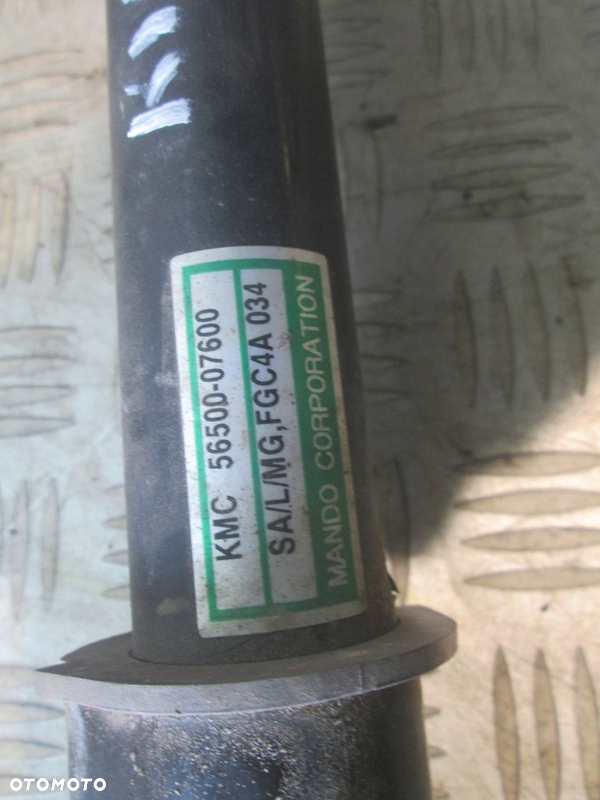 KMC 56500-07600
SA/L/MG,FGC4A 034
MANDO CORPORATION
OTOMOTO